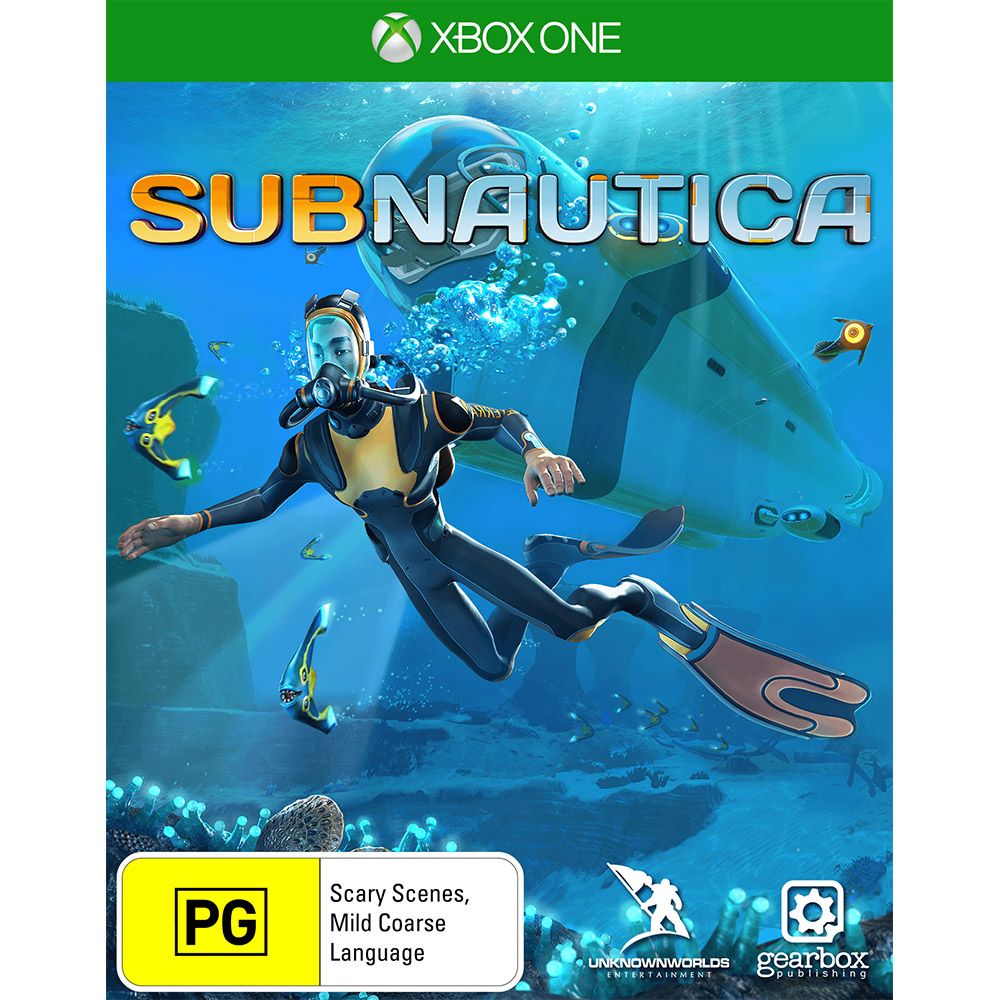 XBOX ONE
SUBNAUTICA
PG
Scary Scenes,
Mild Coarse
Language
UNKNOWNWORLDS
ENTERTAINMENT
gearbox
publishing